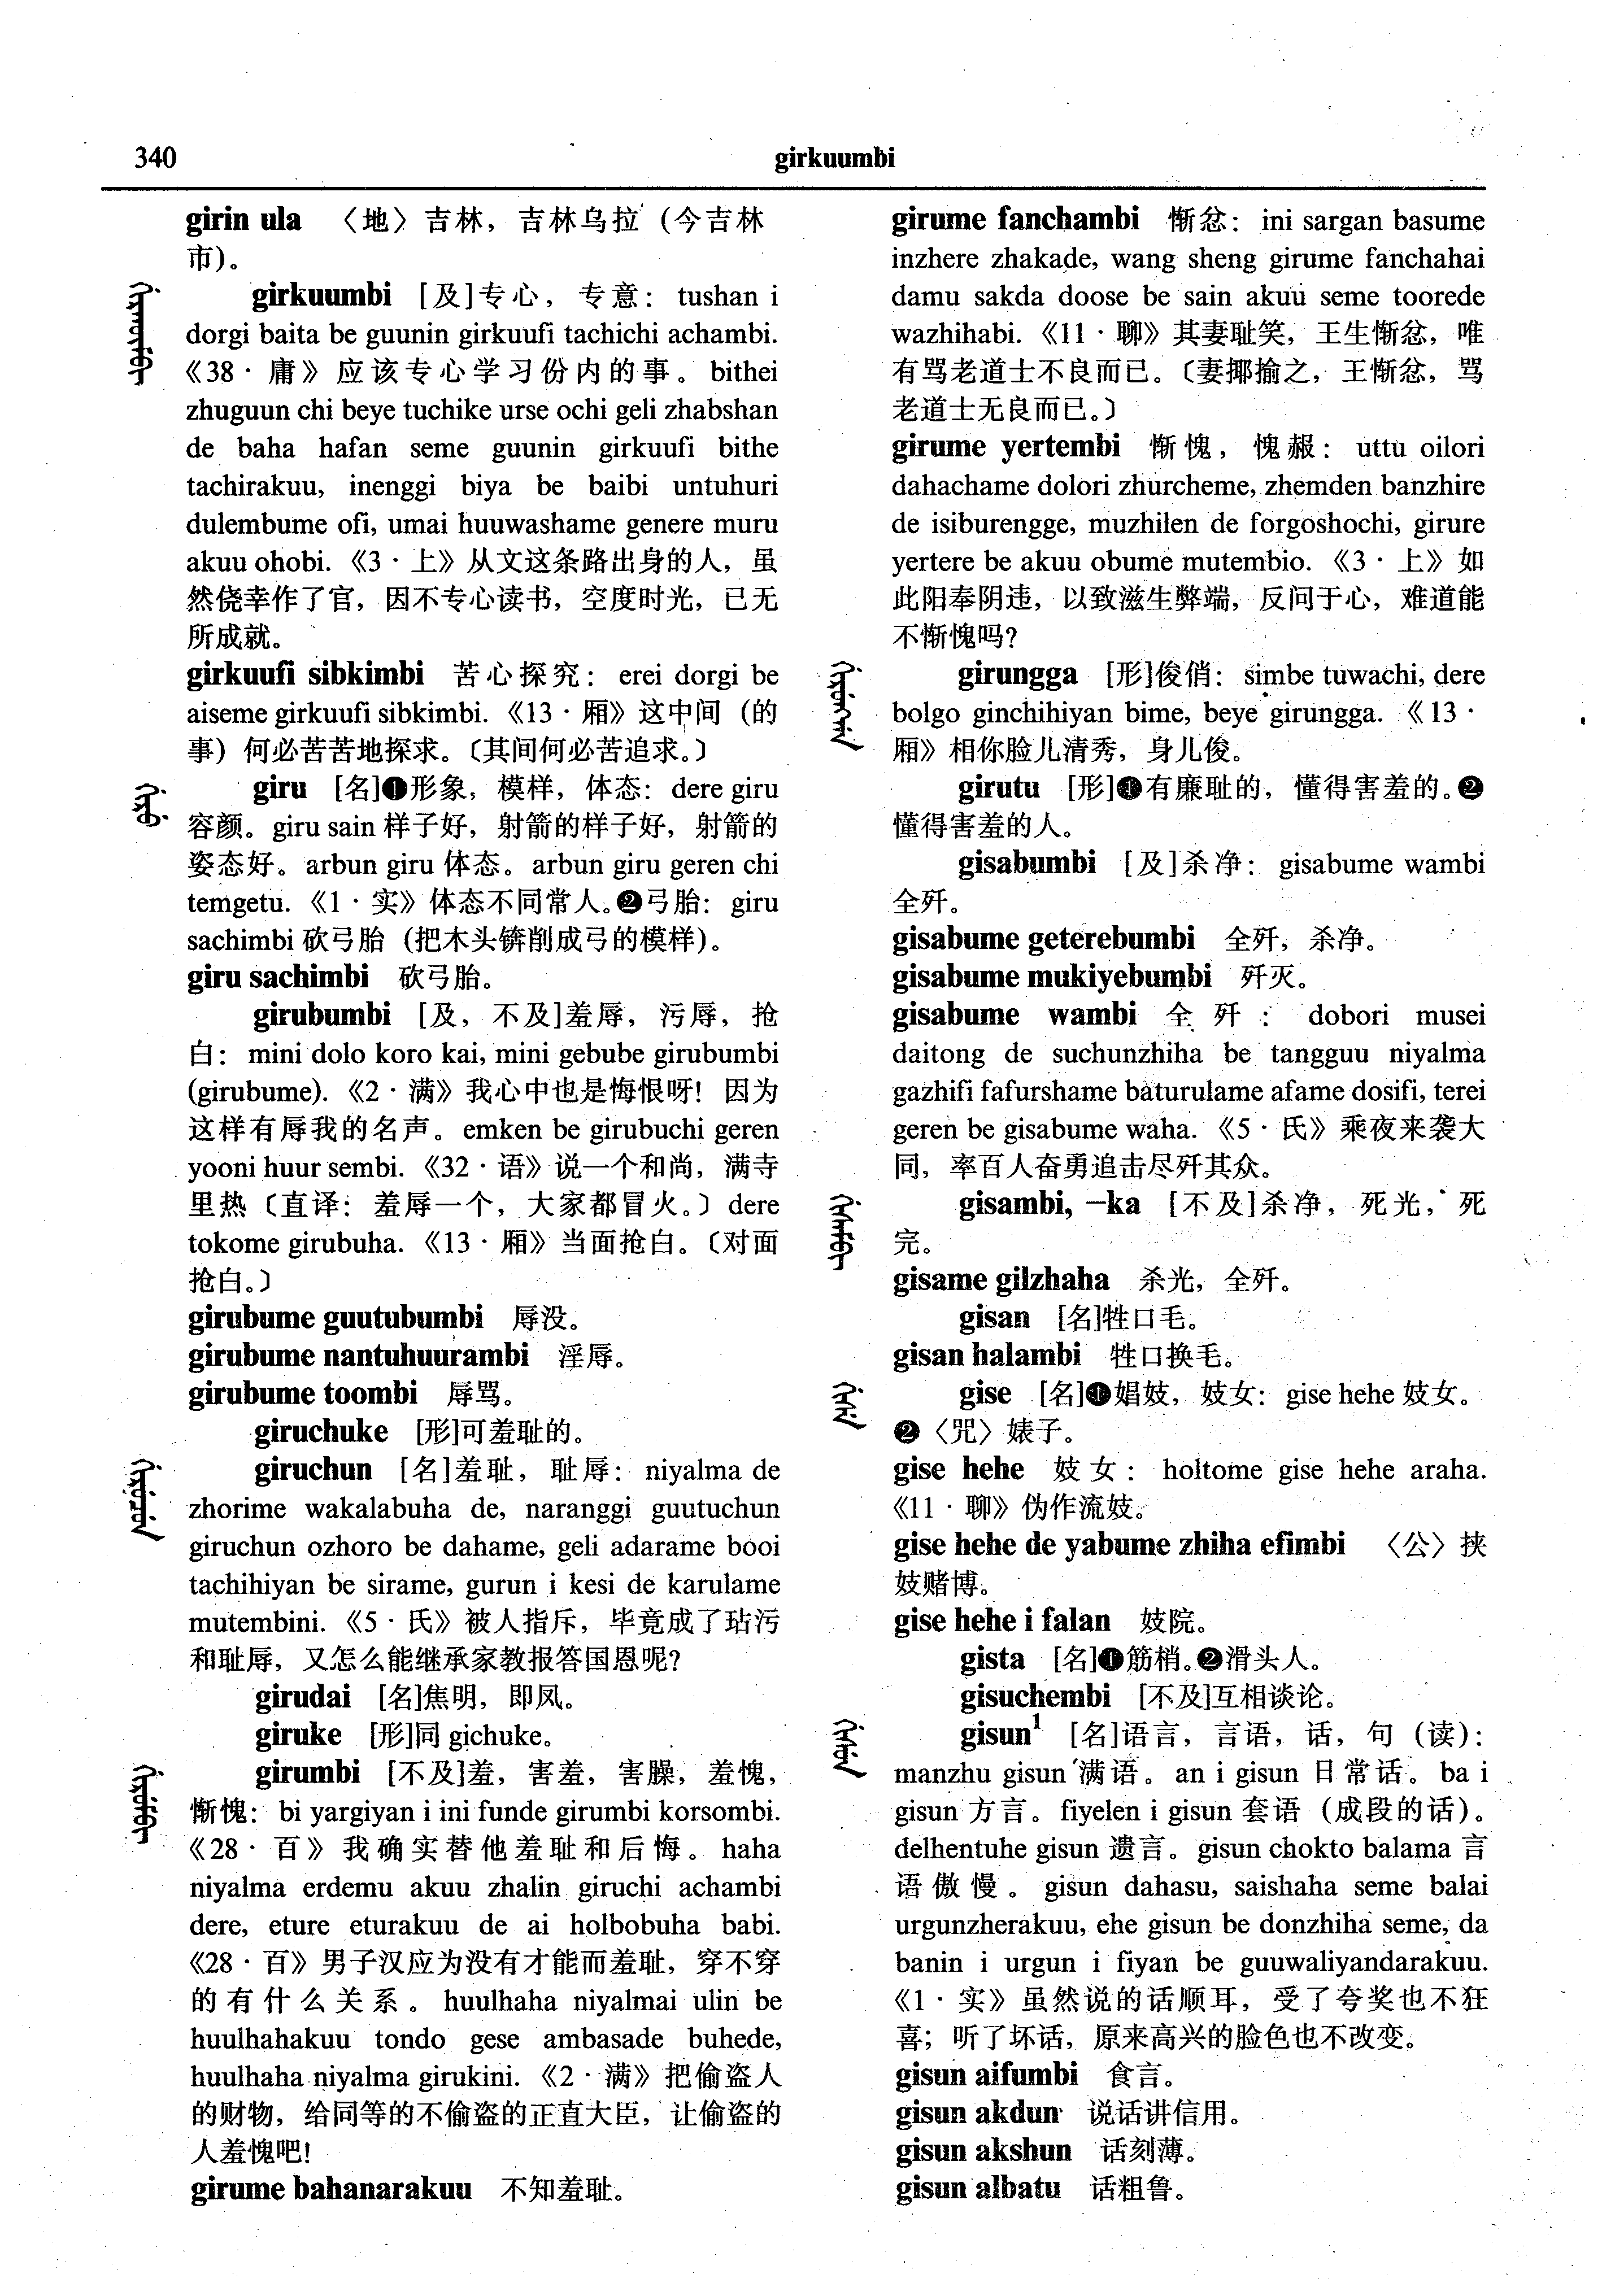 340
girkuumbi
girin ula 〈地〉吉林，吉林乌拉（今吉林
市）。
girkuumbi [及]专心，专意：tushan i
dorgi baita be guunin girkuufi tachichi achambi.
《38·庸》应该专心学习份内的事。bithei
zhuguun chi beye tuchike urse ochi geli zhabshan
de baha hafan seme guunin girkuufi bithe
tachirakuu, inenggi biya be baibi untuhuri
dulembume ofi, umai huuwashame genere muru
akuu ohobi.《3·上》从文这条路出身的人，虽
然侥幸作了官，因不专心读书，空度时光，已无
所成就。
girkuufi sibkimbi 苦心探究：erei dorgi be
aiseme girkuufi sibkimbi.《13·厢》这中间（的
事）何必苦苦地探求。〔其间何必苦追求。〕
giru [名]❶形象，模样，体态：dere giru
容颜。giru sain 样子好，射箭的样子好，射箭的
姿态好。arbun giru 体态。arbun giru geren chi
temgetu.《1·实》体态不同常人。❷弓胎：giru
sachimbi 砍弓胎（把木头锛削成弓的模样）。
giru sachimbi 砍弓胎。
girubumbi [及，不及]羞辱，污辱，抢
白：mini dolo koro kai, mini gebube girubumbi
(girubume).《2·满》我心中也是悔恨呀！因为
这样有辱我的名声。emken be girubuchi geren
yooni huur sembi.《32·语》说一个和尚，满寺
里热〔直译：羞辱一个，大家都冒火。〕dere
tokome girubuha.《13·厢》当面抢白。〔对面
抢白。〕
girubume guutubumbi 辱没。
girubume nantuhuurambi 淫辱。
girubume toombi 辱骂。
giruchuke [形]可羞耻的。
giruchun [名]羞耻，耻辱：niyalma de
zhorime wakalabuha de, naranggi guutuchun
giruchun ozhoro be dahame, geli adarame booi
tachihiyan be sirame, gurun i kesi de karulame
mutembini.《5·氏》被人指斥，毕竟成了玷污
和耻辱，又怎么能继承家教报答国恩呢？
girudai [名]焦明，即凤。
giruke [形]同 gichuke。
girumbi [不及]羞，害羞，害臊，羞愧，
惭愧：bi yargiyan i ini funde girumbi korsombi.
《28·百》我确实替他羞耻和后悔。haha
niyalma erdemu akuu zhalin giruchi achambi
dere, eture eturakuu de ai holbobuha babi.
《28·百》男子汉应为没有才能而羞耻，穿不穿
的有什么关系。huulhaha niyalmai ulin be
huulhahakuu tondo gese ambasade buhede,
huulhaha niyalma girukini.《2·满》把偷盗人
的财物，给同等的不偷盗的正直大臣，让偷盗的
人羞愧吧！
girume bahanarakuu 不知羞耻。
girume fanchambi 惭忿：ini sargan basume
inzhere zhakade, wang sheng girume fanchahai
damu sakda doose be sain akuu seme toorede
wazhihabi.《11·聊》其妻耻笑，王生惭忿，唯
有骂老道士不良而已。〔妻揶揄之，王惭忿，骂
老道士无良而已。〕
girume yertembi 惭愧，愧赧：uttu oilori
dahachame dolori zhurcheme, zhemden banzhire
de isiburengge, muzhilen de forgoshochi, girure
yertere be akuu obume mutembio.《3·上》如
此阳奉阴违，以致滋生弊端，反问于心，难道能
不惭愧吗？
girungga [形]俊俏：simbe tuwachi, dere
bolgo ginchihiyan bime, beye girungga.《13·
厢》相你脸儿清秀，身儿俊。
girutu [形]❶有廉耻的，懂得害羞的。❷
懂得害羞的人。
gisabumbi [及]杀净：gisabume wambi
全歼。
gisabume geterebumbi 全歼，杀净。
gisabume mukiyebumbi 歼灭。
gisabume wambi 全歼：dobori musei
daitong de suchunzhiha be tangguu niyalma
gazhifi fafurshame baturulame afame dosifi, terei
geren be gisabume waha.《5·氏》乘夜来袭大
同，率百人奋勇追击尽歼其众。
gisambi, -ka [不及]杀净，死光，死
完。
gisame gilzhaha 杀光，全歼。
gisan [名]牲口毛。
gisan halambi 牲口换毛。
gise [名]❶娼妓，妓女：gise hehe 妓女。
❷〈咒〉婊子。
gise hehe 妓女：holtome gise hehe araha.
《11·聊》伪作流妓。
gise hehe de yabume zhiha efimbi 〈公〉挟
妓赌博。
gise hehe i falan 妓院。
gista [名]❶筋梢。❷滑头人。
gisuchembi [不及]互相谈论。
gisun¹ [名]语言，言语，话，句（读）：
manzhu gisun 满语。an i gisun 日常话。ba i
gisun 方言。fiyelen i gisun 套语（成段的话）。
delhentuhe gisun 遗言。gisun chokto balama 言
语傲慢。gisun dahasu, saishaha seme balai
urgunzherakuu, ehe gisun be donzhiha seme, da
banin i urgun i fiyan be guuwaliyandarakuu.
《1·实》虽然说的话顺耳，受了夸奖也不狂
喜；听了坏话，原来高兴的脸色也不改变。
gisun aifumbi 食言。
gisun akdun 说话讲信用。
gisun akshun 话刻薄。
gisun albatu 话粗鲁。